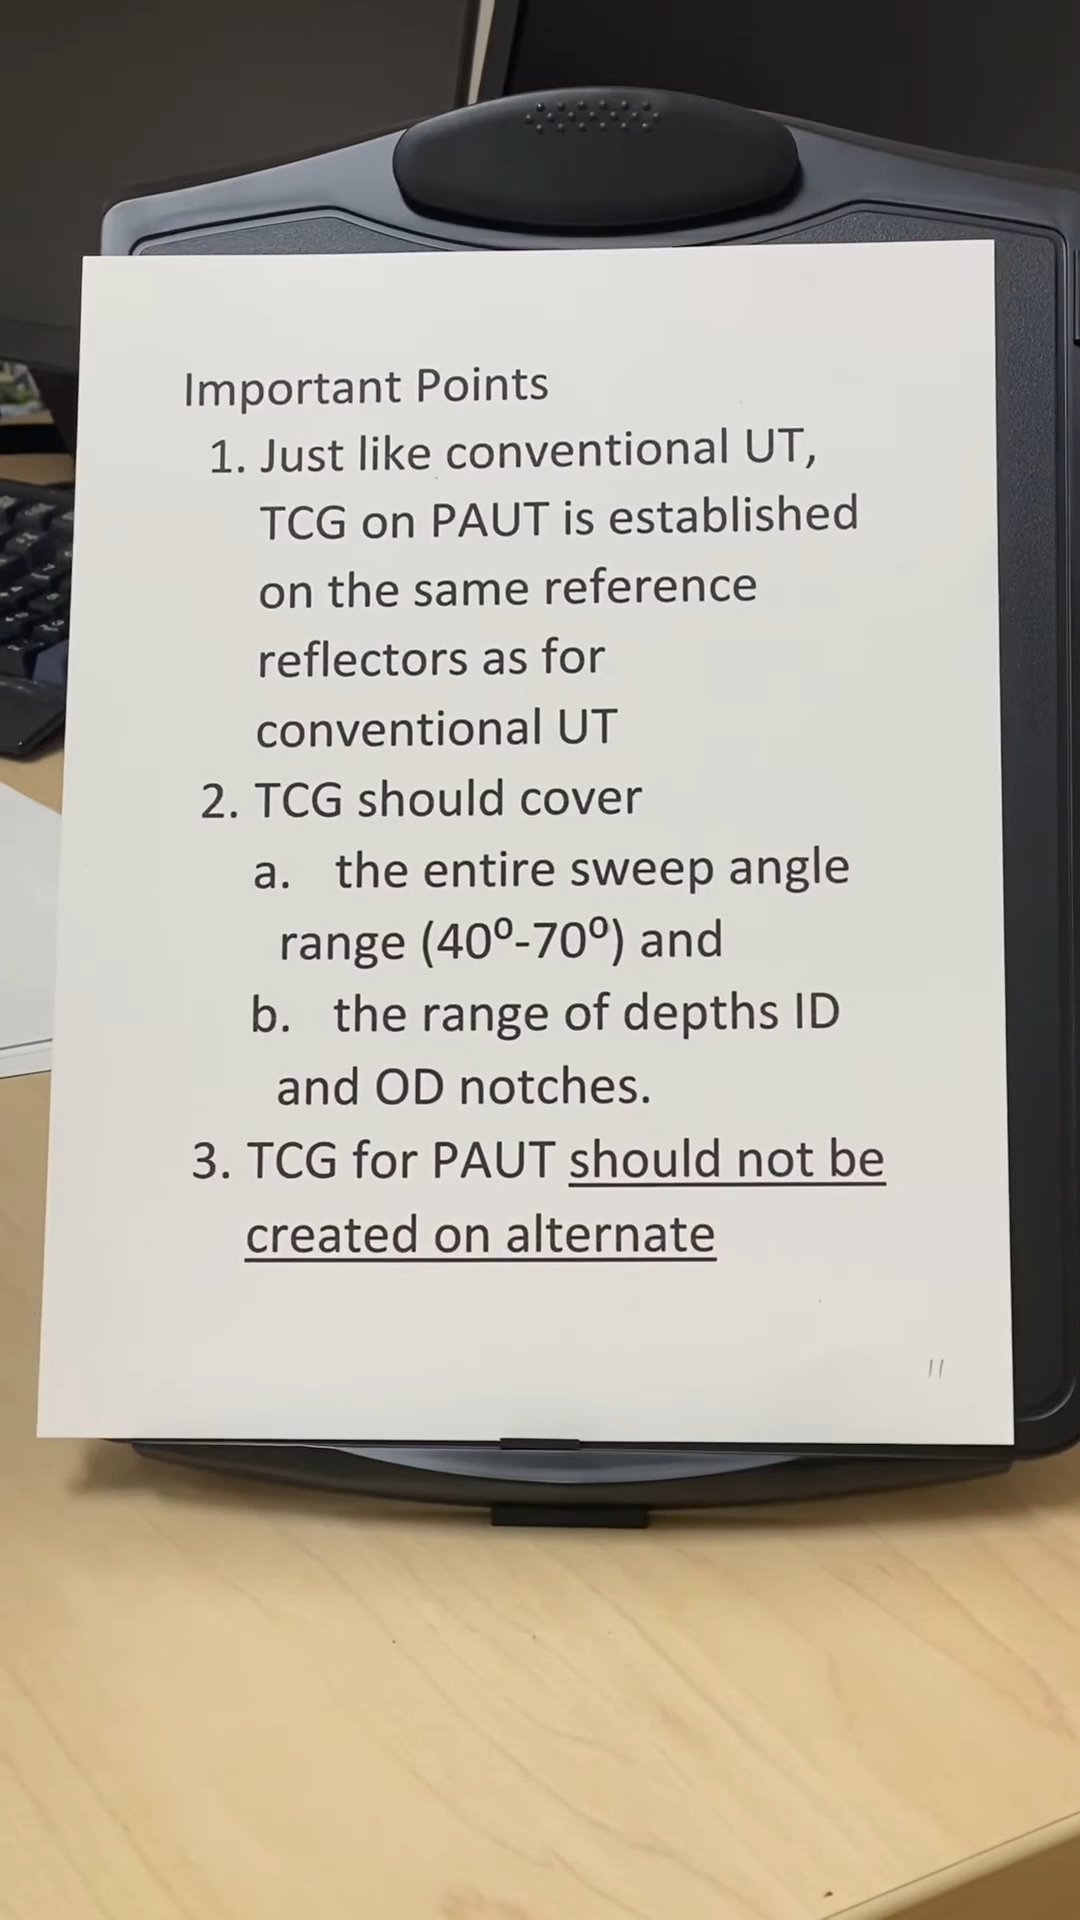 Important Points
1. Just like conventional UT,
TCG on PAUT is established
on the same reference
reflectors as for
conventional UT
2. TCG should cover
a. the entire sweep angle
range (40º-70º) and
b. the range of depths ID
and OD notches.
3. TCG for PAUT should not be
created on alternate
11